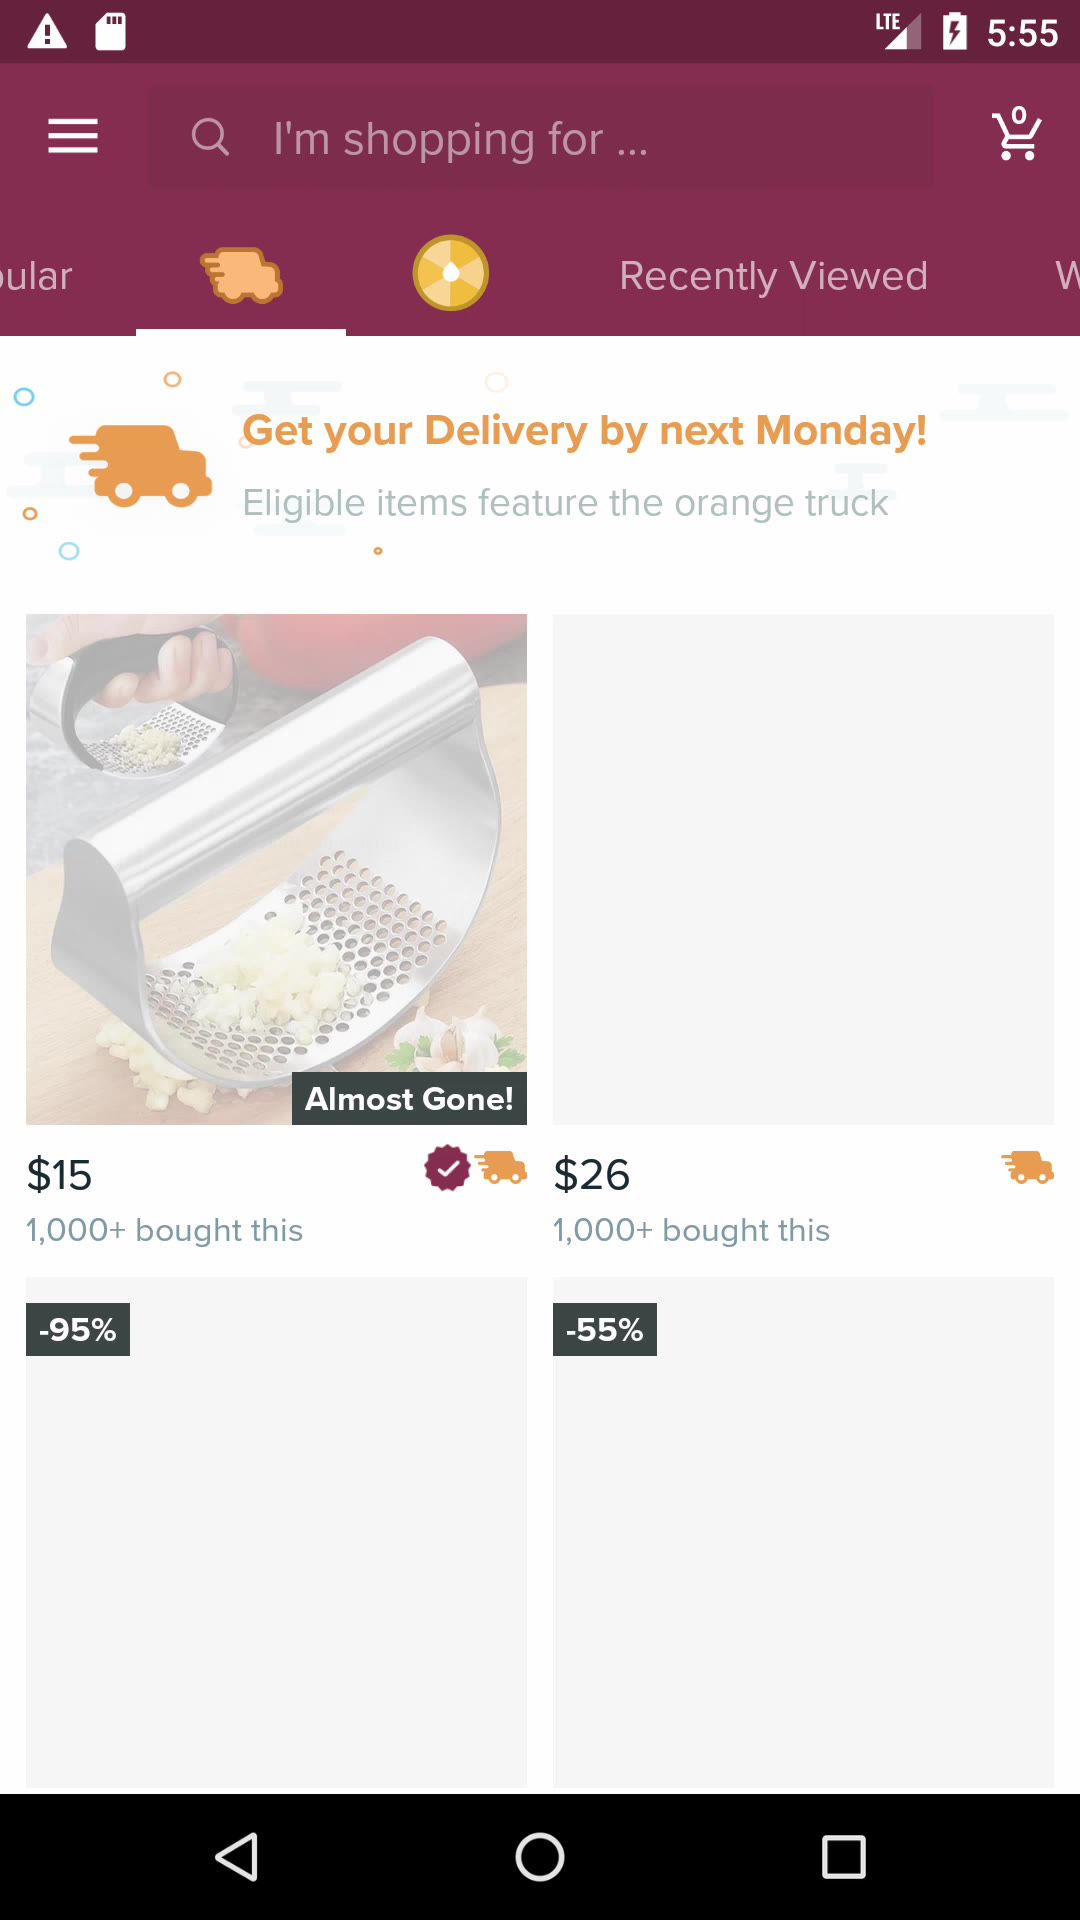 LTE 5:55
I'm shopping for ...
0
ular
Recently Viewed
W
Get your Delivery by next Monday!
Eligible items feature the orange truck
Almost Gone!
$15
$26
1,000+ bought this
1,000+ bought this
-95%
-55%